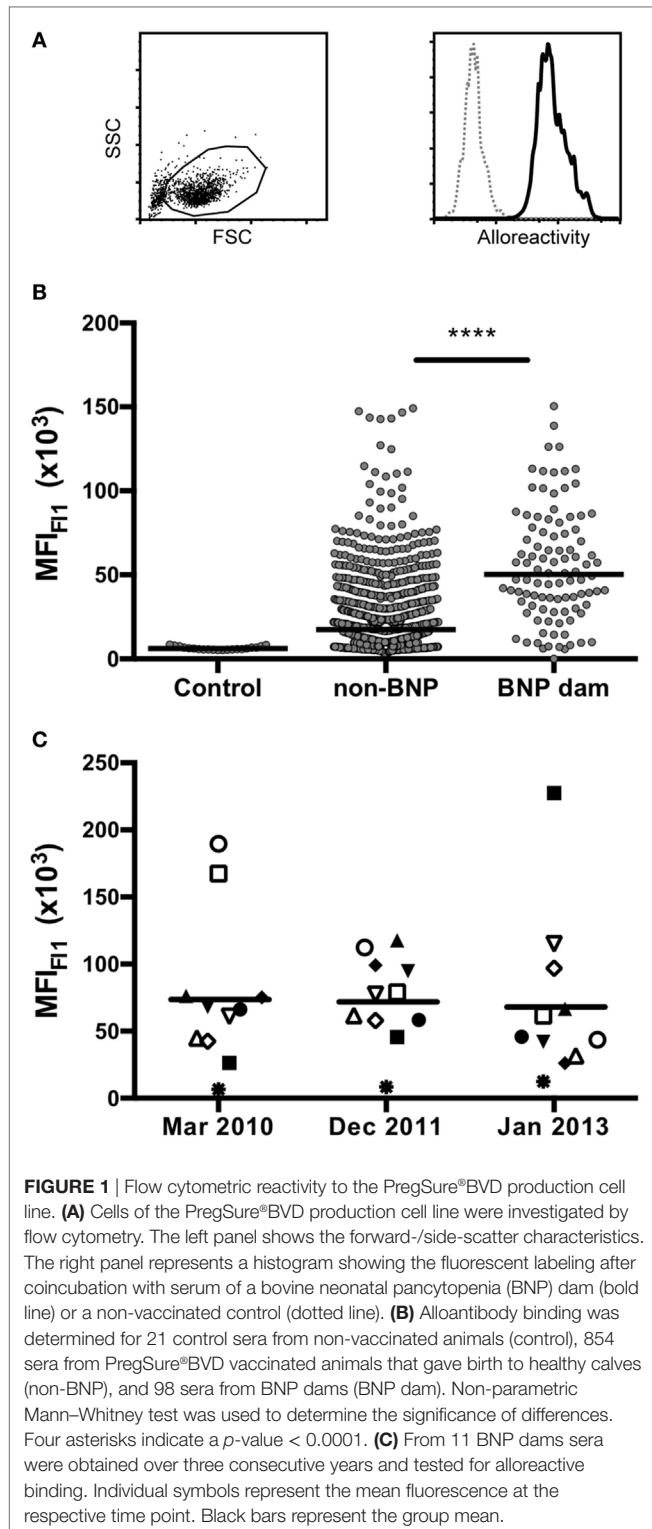 A
SSC
FSC
Alloreactivity
B
200
150
100
50
0
MFI_Fl1 (x10³)
****
Control non-BNP BNP dam
C
250
200
150
100
50
0
MFI_Fl1 (x10³)
Mar 2010 Dec 2011 Jan 2013
FIGURE 1 | Flow cytometric reactivity to the PregSure®BVD production cell
line. (A) Cells of the PregSure®BVD production cell line were investigated by
flow cytometry. The left panel shows the forward-/side-scatter characteristics.
The right panel represents a histogram showing the fluorescent labeling after
coincubation with serum of a bovine neonatal pancytopenia (BNP) dam (bold
line) or a non-vaccinated control (dotted line). (B) Alloantibody binding was
determined for 21 control sera from non-vaccinated animals (control), 854
sera from PregSure®BVD vaccinated animals that gave birth to healthy calves
(non-BNP), and 98 sera from BNP dams (BNP dam). Non-parametric
Mann–Whitney test was used to determine the significance of differences.
Four asterisks indicate a p-value < 0.0001. (C) From 11 BNP dams sera
were obtained over three consecutive years and tested for alloreactive
binding. Individual symbols represent the mean fluorescence at the
respective time point. Black bars represent the group mean.